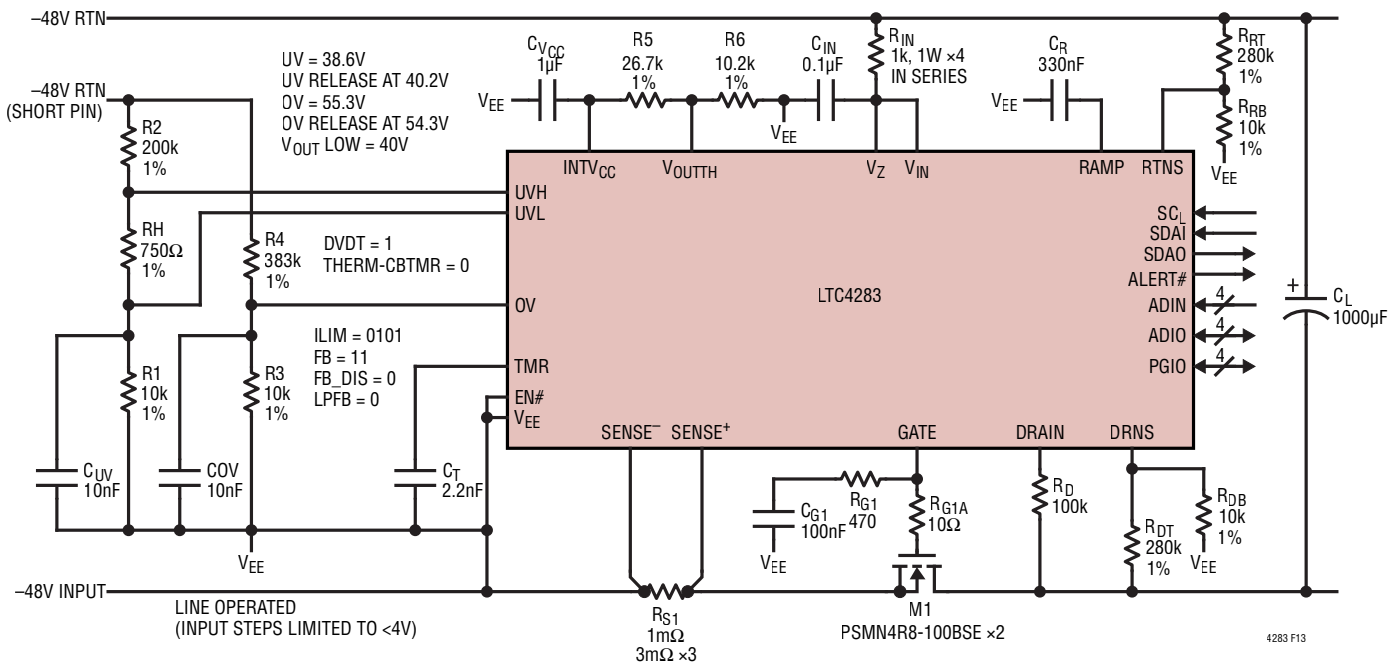 –48V RTN
–48V RTN
(SHORT PIN)
UV = 38.6V
UV RELEASE AT 40.2V
OV = 55.3V
OV RELEASE AT 54.3V
VOUT LOW = 40V
CVCC
1µF
R5
26.7k
1%
R6
10.2k
1%
CIN
0.1µF
RIN
1k, 1W ×4
IN SERIES
CR
330nF
RRT
280k
1%
RRB
10k
1%
VEE
VEE
VEE
VEE
R2
200k
1%
RH
750Ω
1%
R4
383k
1%
DVDT = 1
THERM-CBTMR = 0
ILIM = 0101
FB = 11
FB_DIS = 0
LPFB = 0
R1
10k
1%
R3
10k
1%
CUV
10nF
COV
10nF
CT
2.2nF
VEE
INTVCC
VOUTTH
VZ
VIN
RAMP
RTNS
UVH
UVL
OV
TMR
EN#
VEE
LTC4283
SCL
SDAI
SDAO
ALERT#
ADIN
4
ADIO
4
PGIO
4
SENSE–
SENSE+
GATE
DRAIN
DRNS
+
CL
1000µF
CG1
100nF
VEE
RG1
470
RG1A
10Ω
RD
100k
RDT
280k
1%
RDB
10k
1%
VEE
–48V INPUT
LINE OPERATED
(INPUT STEPS LIMITED TO <4V)
RS1
1mΩ
3mΩ ×3
M1
PSMN4R8-100BSE ×2
4283 F13